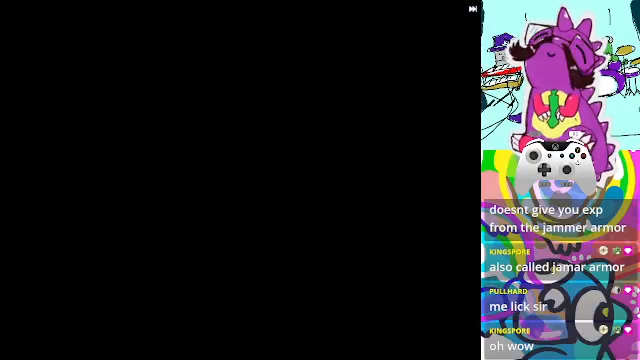 doesnt give you exp
from the jammer armor
KINGSPORE
also called jamar armor
PULLHARD
me lick sir
KINGSPORE
oh wow